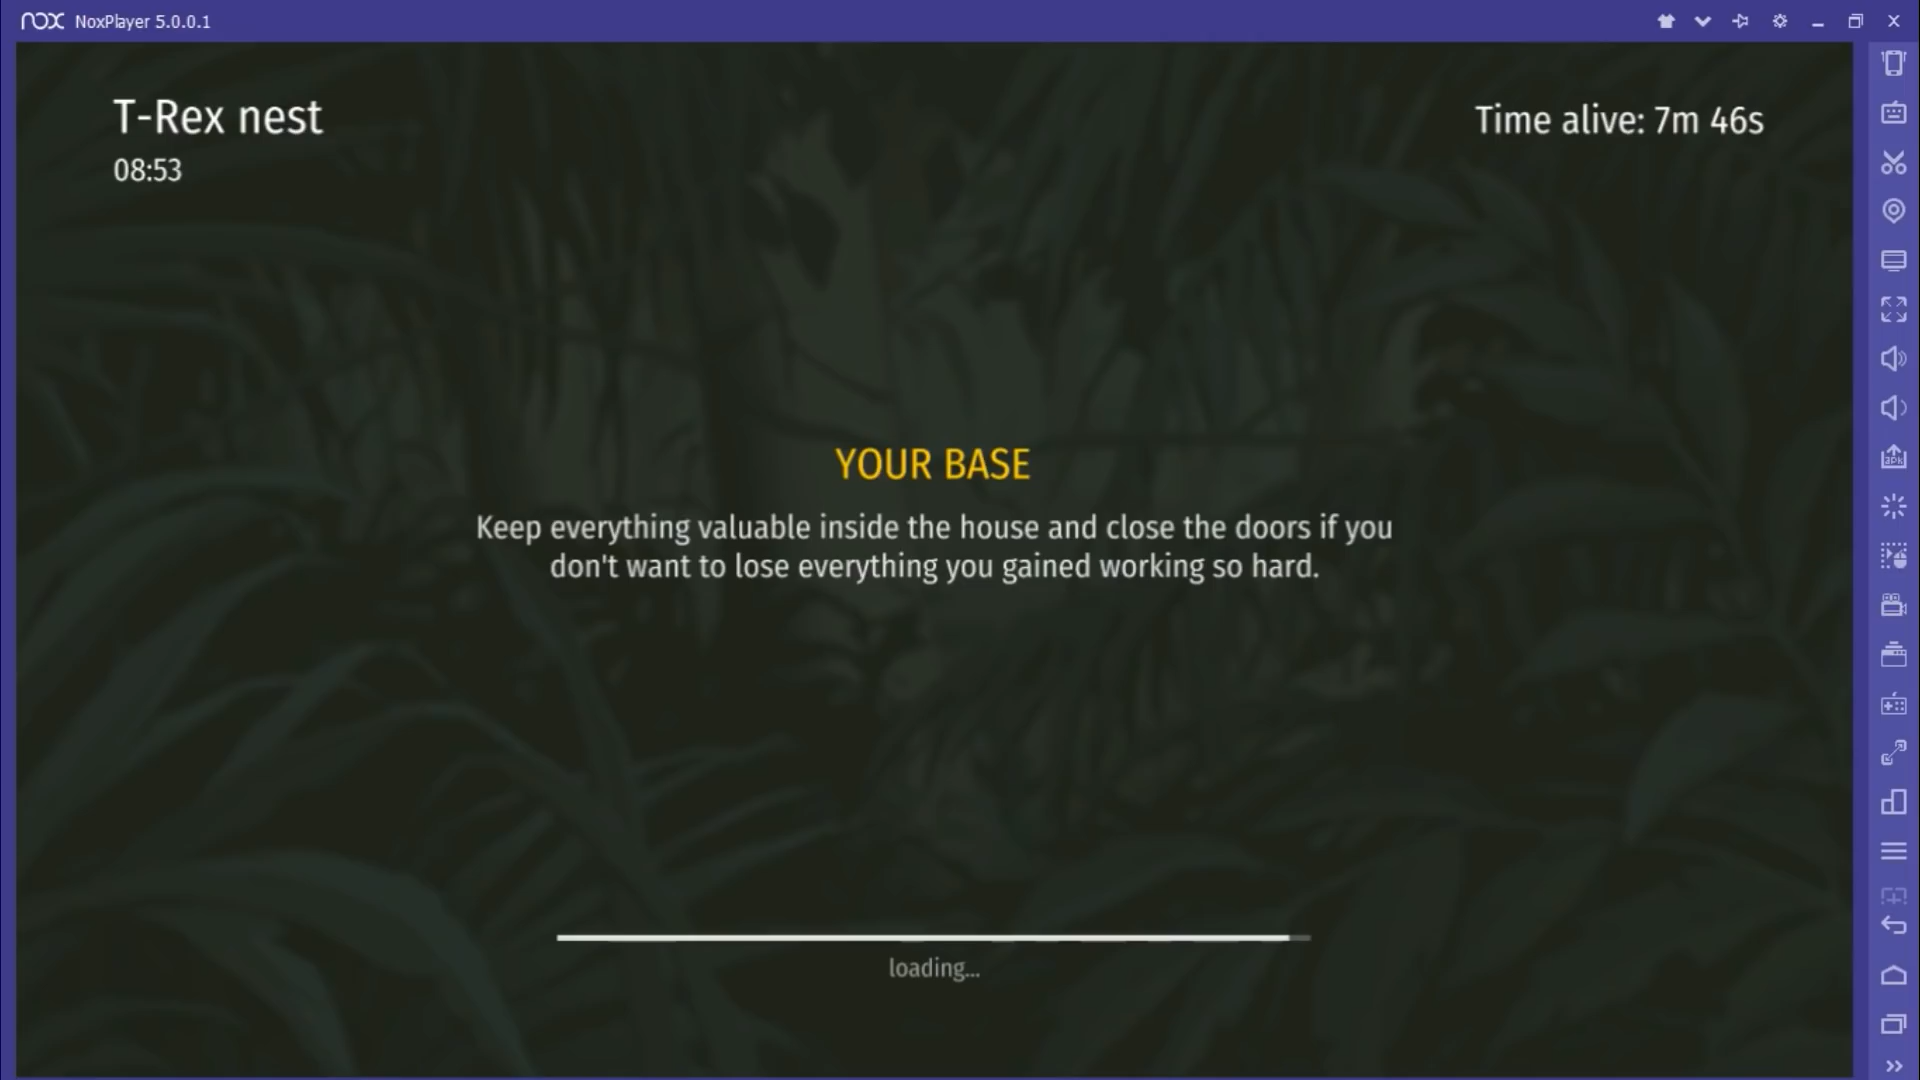 nox NoxPlayer 5.0.0.1
T-Rex nest
08:53
Time alive: 7m 46s
YOUR BASE
Keep everything valuable inside the house and close the doors if you
don't want to lose everything you gained working so hard.
loading...